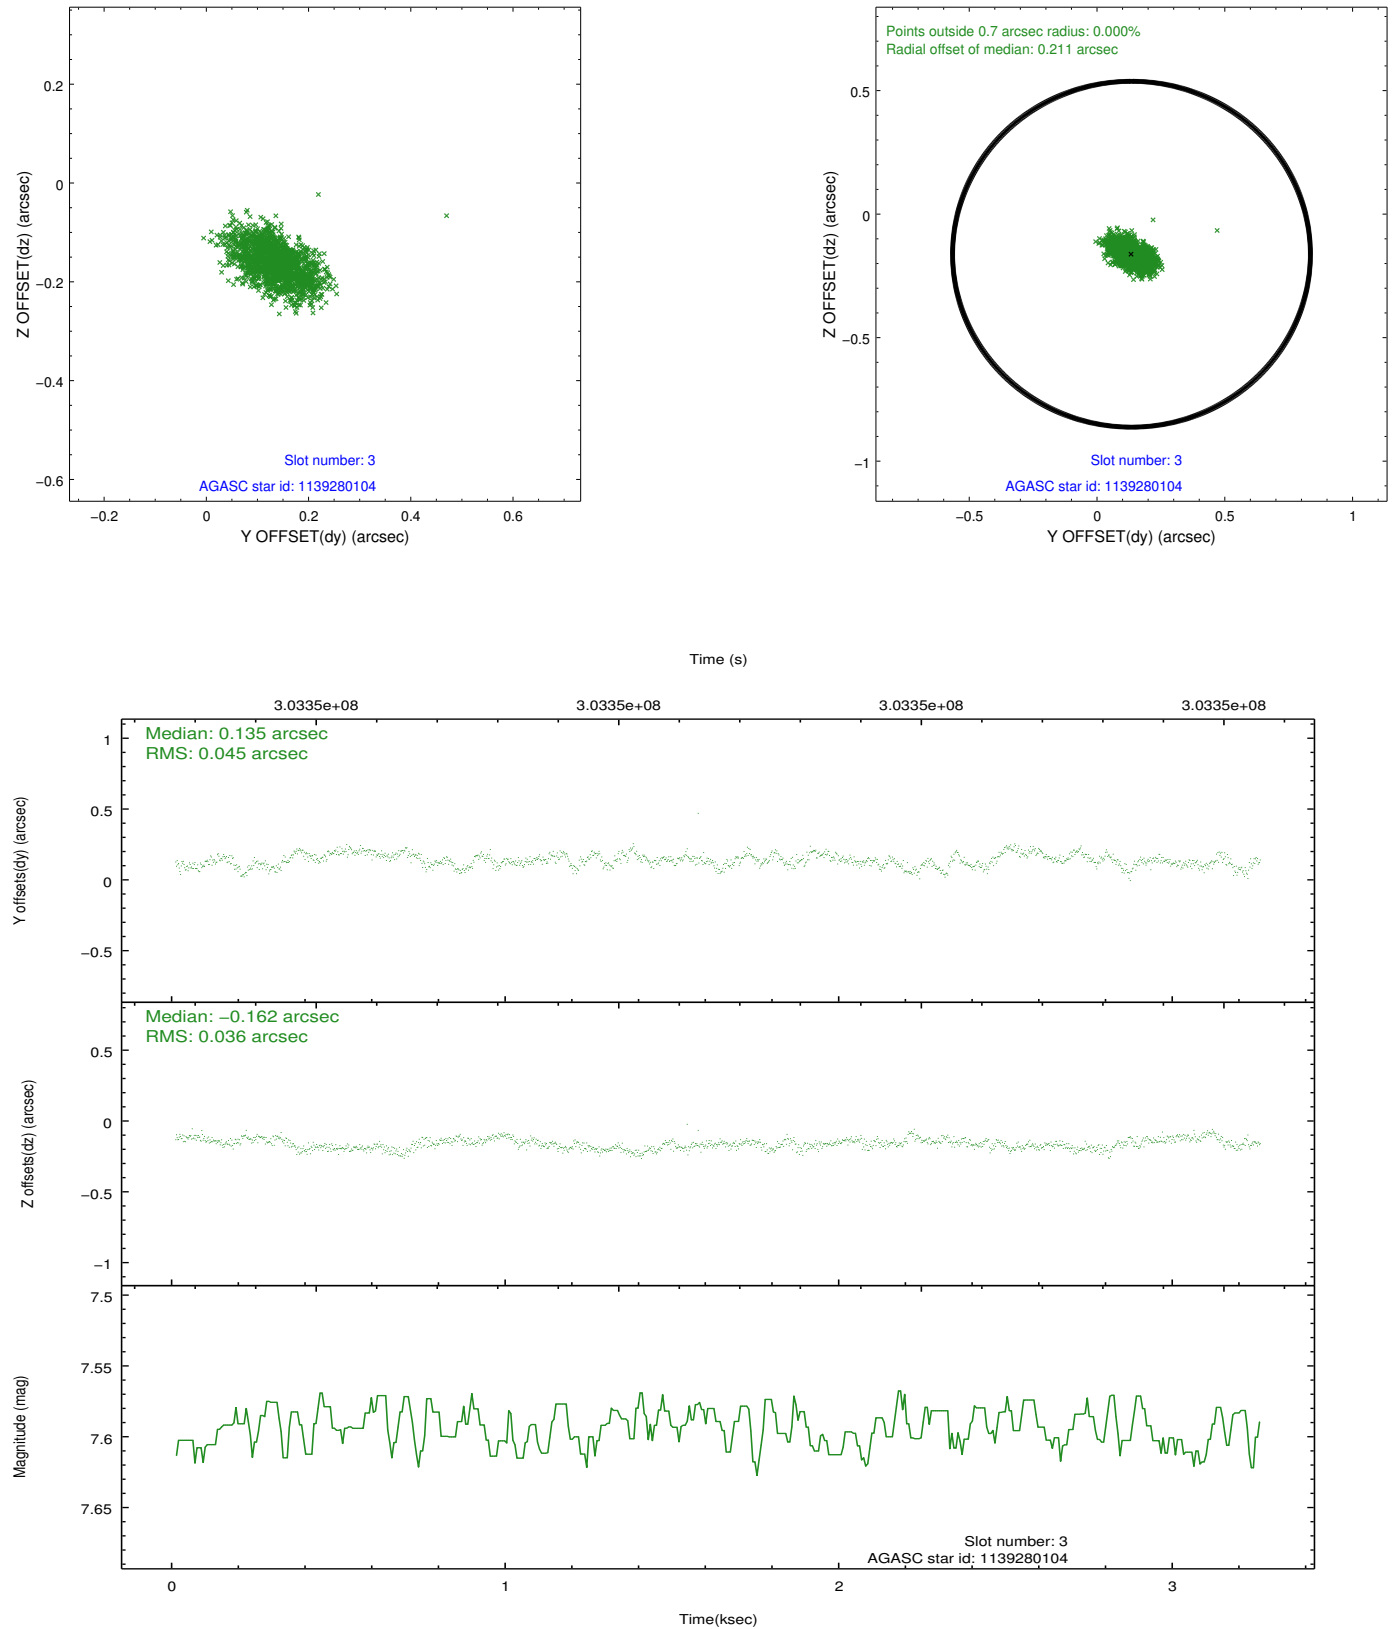 0.2
0
−0.2
−0.4
−0.6
Z OFFSET(dz) (arcsec)
Slot number: 3
AGASC star id: 1139280104
−0.2 0 0.2 0.4 0.6
Y OFFSET(dy) (arcsec)
Points outside 0.7 arcsec radius: 0.000%
Radial offset of median: 0.211 arcsec
0.5
0
−0.5
−1
Z OFFSET(dz) (arcsec)
Slot number: 3
AGASC star id: 1139280104
−0.5 0 0.5 1
Y OFFSET(dy) (arcsec)
Time (s)
3.0335e+08 3.0335e+08 3.0335e+08 3.0335e+08
Median: 0.135 arcsec
RMS: 0.045 arcsec
1
0.5
0
−0.5
Y offsets(dy) (arcsec)
Median: −0.162 arcsec
RMS: 0.036 arcsec
0.5
0
−0.5
−1
Z offsets(dz) (arcsec)
7.5
7.55
7.6
7.65
Magnitude (mag)
Slot number: 3
AGASC star id: 1139280104
0 1 2 3
Time(ksec)